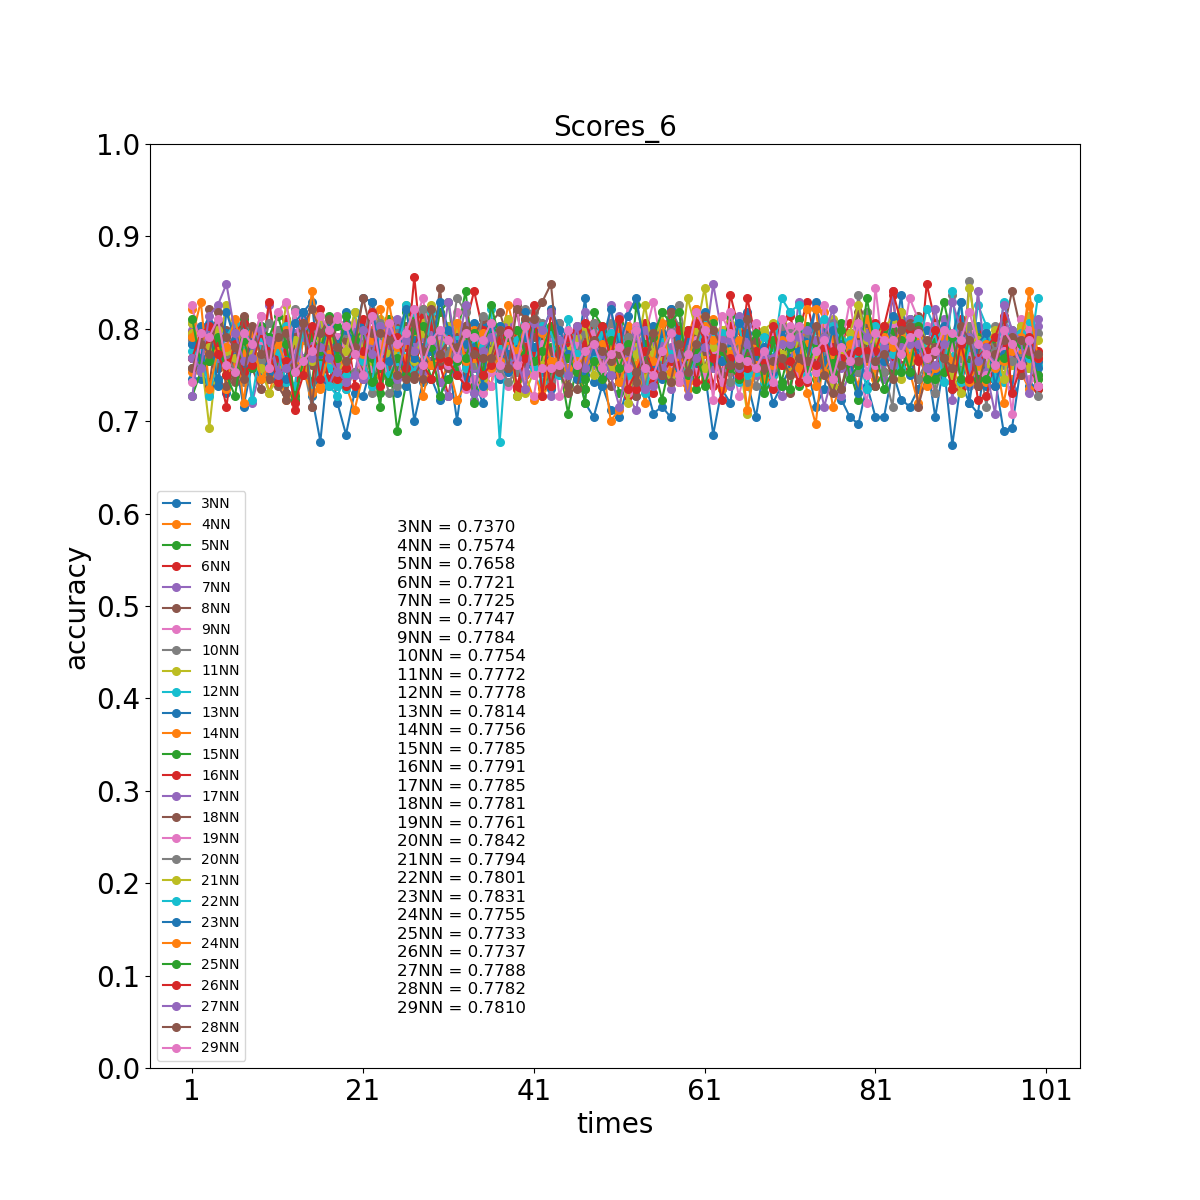 Scores_6
1.0
0.9
0.8
0.7
0.6
0.5
0.4
0.3
0.2
0.1
0.0
accuracy
3NN
4NN
5NN
6NN
7NN
8NN
9NN
10NN
11NN
12NN
13NN
14NN
15NN
16NN
17NN
18NN
19NN
20NN
21NN
22NN
23NN
24NN
25NN
26NN
27NN
28NN
29NN
3NN = 0.7370
4NN = 0.7574
5NN = 0.7658
6NN = 0.7721
7NN = 0.7725
8NN = 0.7747
9NN = 0.7784
10NN = 0.7754
11NN = 0.7772
12NN = 0.7778
13NN = 0.7814
14NN = 0.7756
15NN = 0.7785
16NN = 0.7791
17NN = 0.7785
18NN = 0.7781
19NN = 0.7761
20NN = 0.7842
21NN = 0.7794
22NN = 0.7801
23NN = 0.7831
24NN = 0.7755
25NN = 0.7733
26NN = 0.7737
27NN = 0.7788
28NN = 0.7782
29NN = 0.7810
1 21 41 61 81 101
times